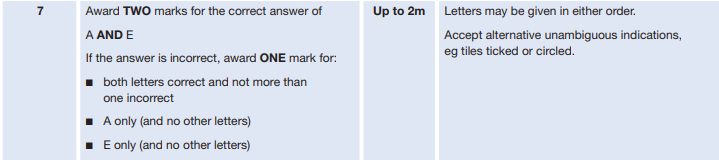 7
Award TWO marks for the correct answer of
A AND E
If the answer is incorrect, award ONE mark for:
■ both letters correct and not more than
one incorrect
■ A only (and no other letters)
■ E only (and no other letters)
Up to 2m
Letters may be given in either order.
Accept alternative unambiguous indications,
eg tiles ticked or circled.